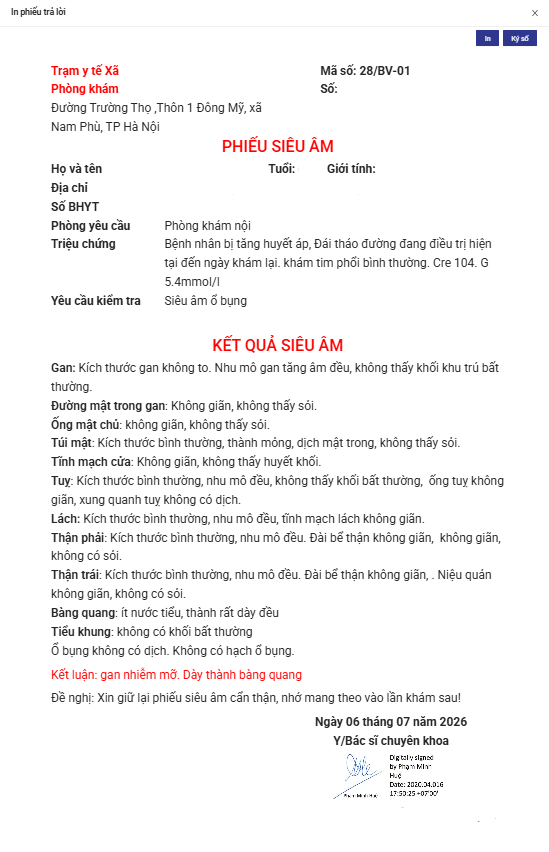 In phiếu trả lời
x
In
Ký số
Trạm y tế Xã
Mã số: 28/BV-01
Phòng khám
Số:
Đường Trường Thọ ,Thôn 1 Đông Mỹ, xã
Nam Phù, TP Hà Nội
PHIẾU SIÊU ÂM
Họ và tên Tuổi: Giới tính:
Địa chỉ
Số BHYT
Phòng yêu cầu Phòng khám nội
Triệu chứng Bệnh nhân bị tăng huyết áp, Đái tháo đường đang điều trị hiện
tại đến ngày khám lại. khám tim phổi bình thường. Cre 104. G
5.4mmol/l
Yêu cầu kiểm tra Siêu âm ổ bụng
KẾT QUẢ SIÊU ÂM
Gan: Kích thước gan không to. Nhu mô gan tăng âm đều, không thấy khối khu trú bất
thường.
Đường mật trong gan: Không giãn, không thấy sỏi.
Ống mật chủ: không giãn, không thấy sỏi.
Túi mật: Kích thước bình thường, thành mỏng, dịch mật trong, không thấy sỏi.
Tĩnh mạch cửa: Không giãn, không thấy huyết khối.
Tuỵ: Kích thước bình thường, nhu mô đều, không thấy khối bất thường, ống tuỵ không
giãn, xung quanh tuỵ không có dịch.
Lách: Kích thước bình thường, nhu mô đều, tĩnh mạch lách không giãn.
Thận phải: Kích thước bình thường, nhu mô đều. Đài bể thận không giãn, không giãn,
không có sỏi.
Thận trái: Kích thước bình thường, nhu mô đều. Đài bể thận không giãn, . Niệu quản
không giãn, không có sỏi.
Bàng quang: ít nước tiểu, thành rất dày đều
Tiểu khung: không có khối bất thường
Ổ bụng không có dịch. Không có hạch ổ bụng.
Kết luận: gan nhiễm mỡ. Dày thành bàng quang
Đề nghị: Xin giữ lại phiếu siêu âm cẩn thận, nhớ mang theo vào lần khám sau!
Ngày 06 tháng 07 năm 2026
Y/Bác sĩ chuyên khoa
Digitally signed
by Phạm Minh
Huệ
Date: 2020.04.016
17:50:25 +07'00'
Phạm Minh Huệ